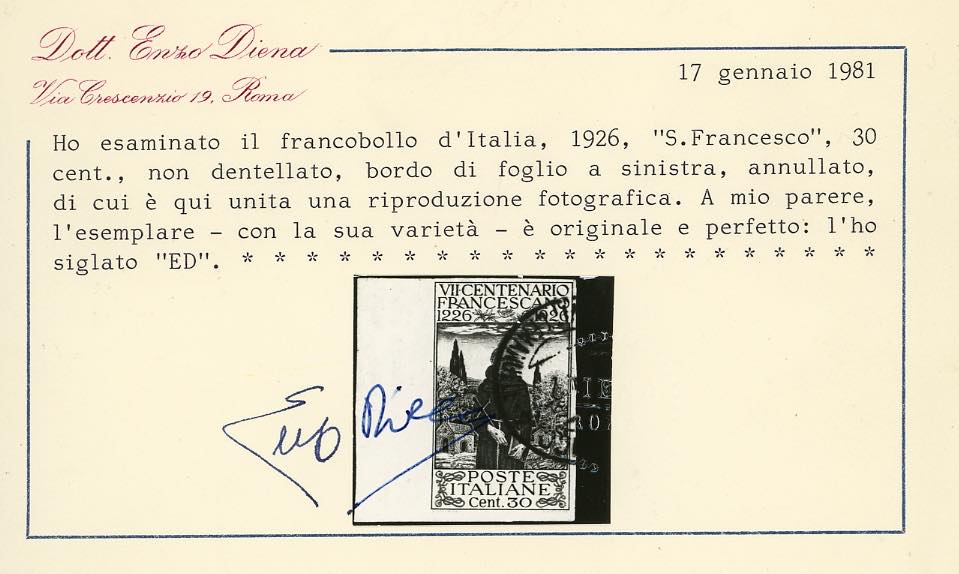 Dott. Enzo Diena
Via Crescenzio 19, Roma
17 gennaio 1981
Ho esaminato il francobollo d'Italia, 1926, "S.Francesco", 30
cent., non dentellato, bordo di foglio a sinistra, annullato,
di cui è qui unita una riproduzione fotografica. A mio parere,
l'esemplare - con la sua varietà - è originale e perfetto: l'ho
siglato "ED". * * * * * * * * * * * * * * * * * * * *
VII·CENTENARIO
FRANCESCANO
1226 1926
Enzo Diena
POSTE
ITALIANE
Cent. 30